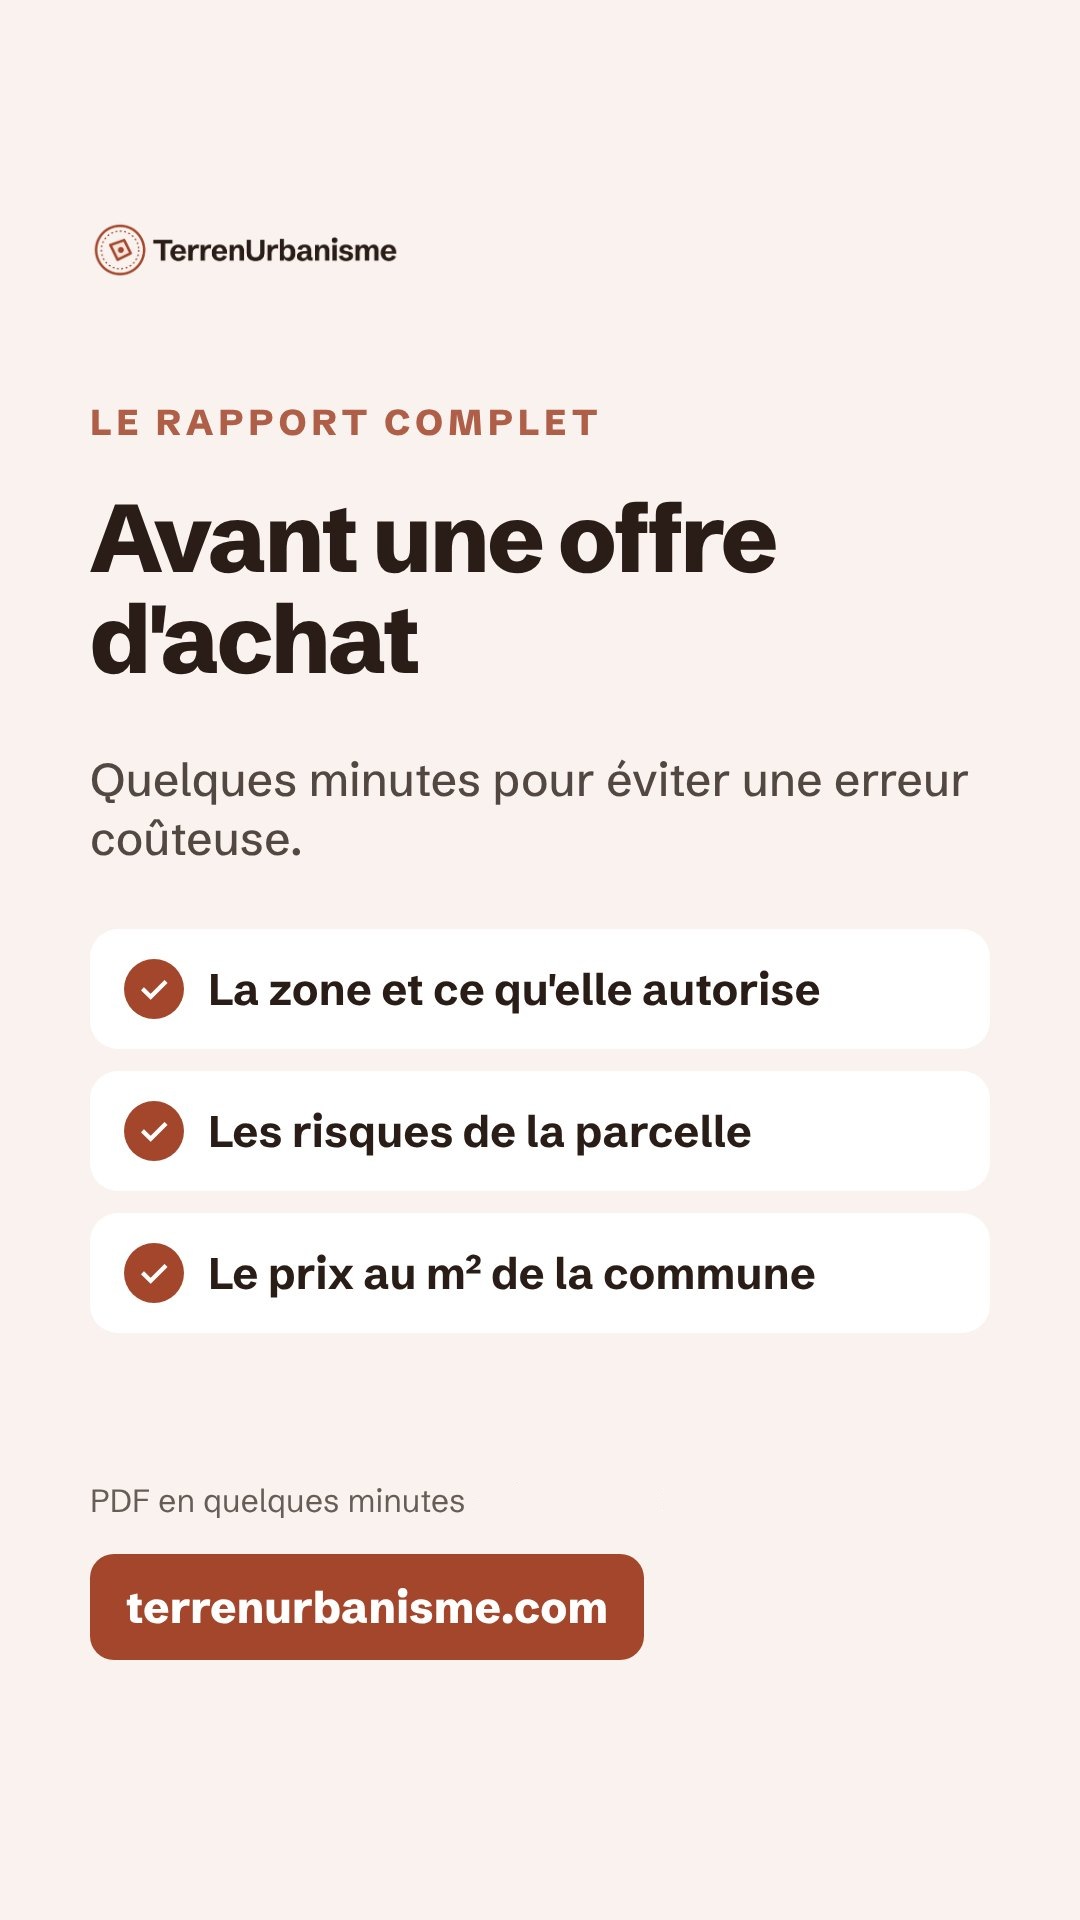 TerrenUrbanisme
LE RAPPORT COMPLET
Avant une offre
d'achat
Quelques minutes pour éviter une erreur
coûteuse.
La zone et ce qu'elle autorise
Les risques de la parcelle
Le prix au m² de la commune
PDF en quelques minutes
terrenurbanisme.com